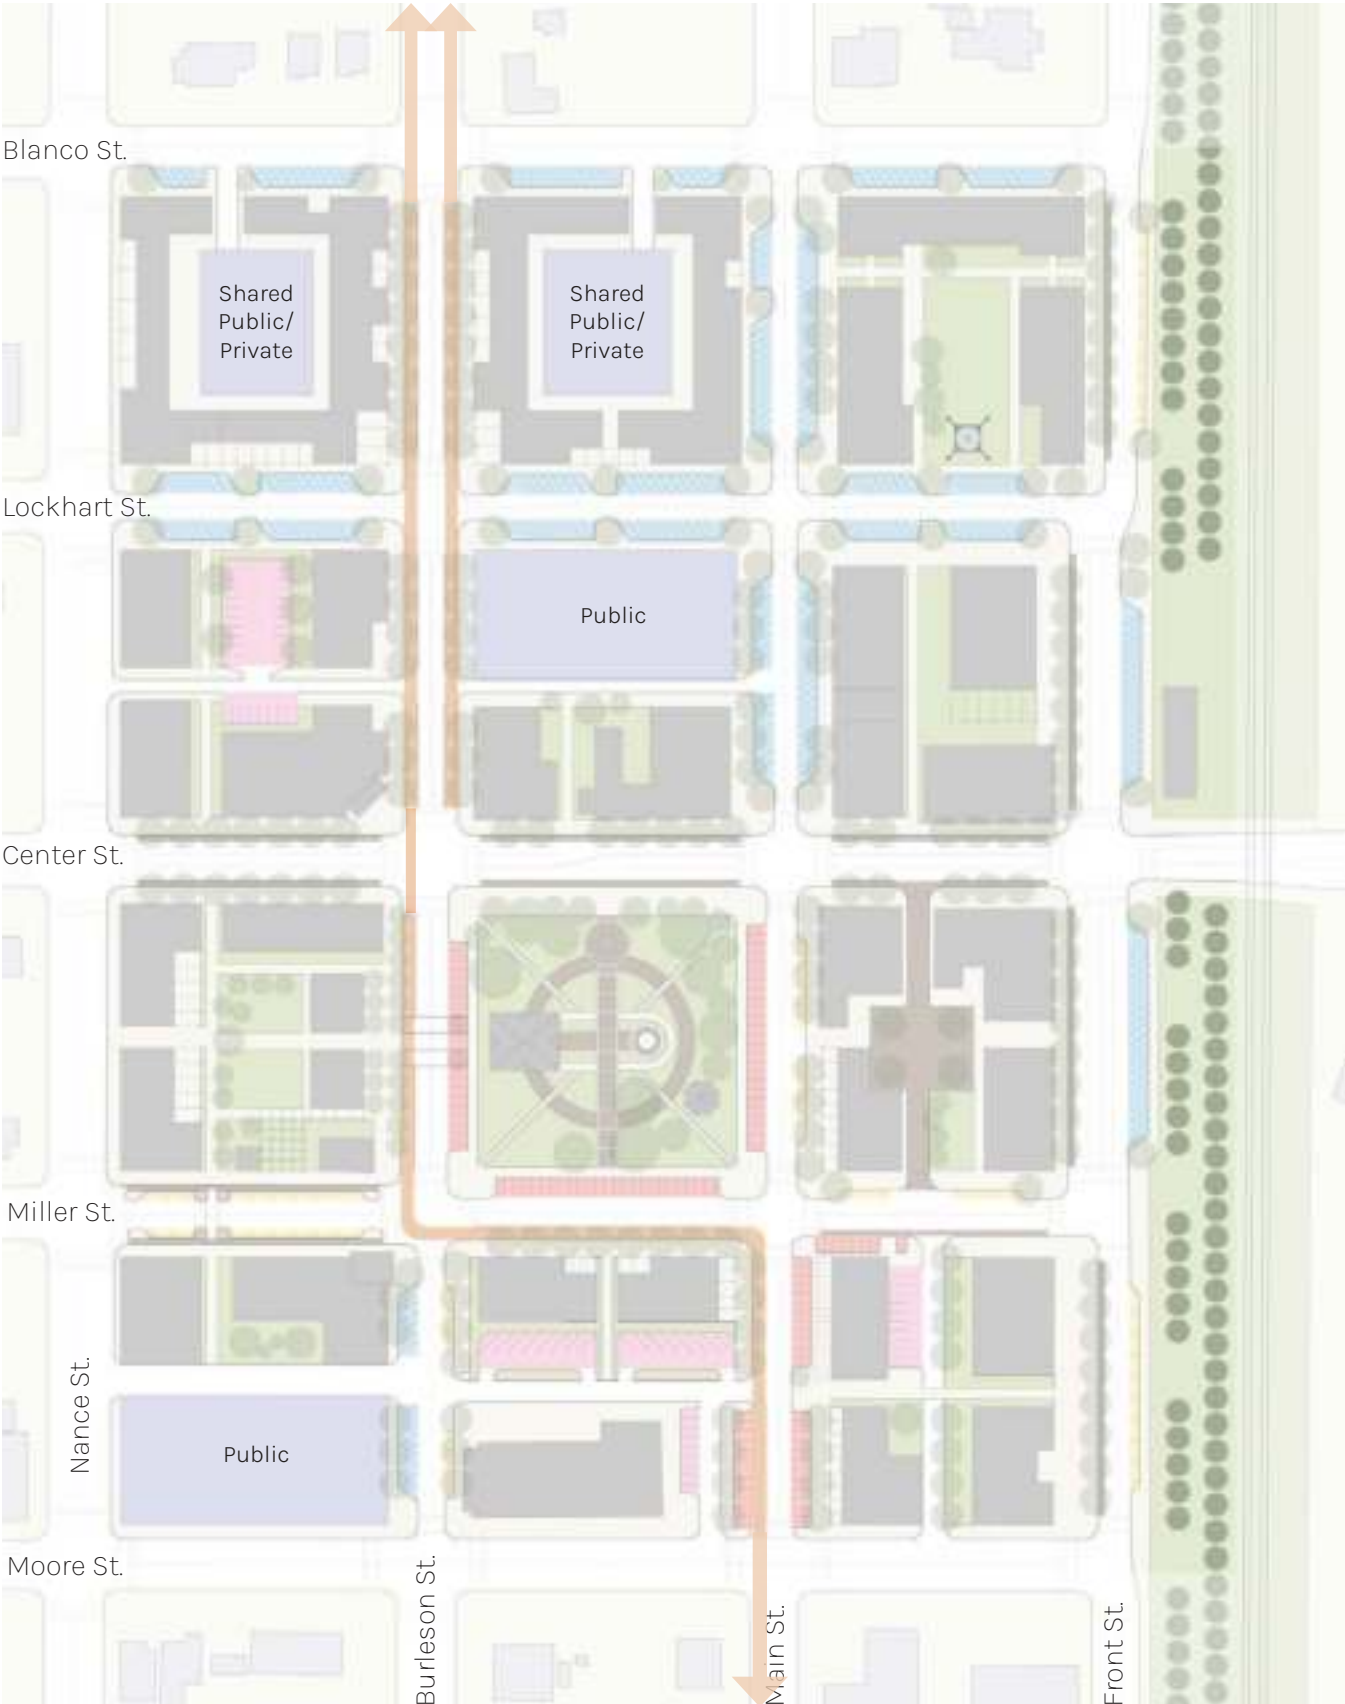 Blanco St.
Shared
Public/
Private
Shared
Public/
Private
Lockhart St.
Public
Center St.
Miller St.
Nance St.
Public
Moore St.
Burleson St.
Main St.
Front St.